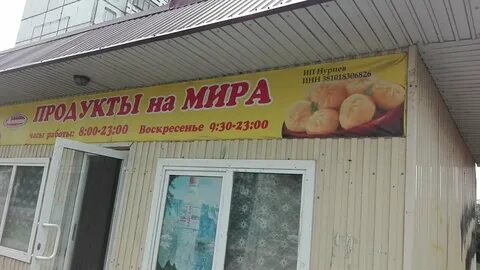 ПРОДУКТЫ на МИРА
часы работы: 8:00-23:00 Воскресенье 9:30-23:00
ИП Нуриев
ИНН 381018306826